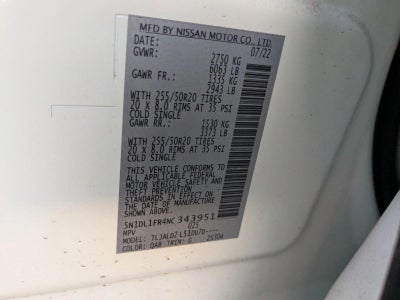 MFD BY NISSAN MOTOR CO., LTD.
DATE: 07/22
GVWR: 2750 KG
6063 LB
GAWR FR.: 1335 KG
2943 LB
WITH 255/50R20 TIRES
20 X 8.0 RIMS AT 35 PSI
COLD SINGLE
GAWR RR.: 1530 KG
3373 LB
WITH 255/50R20 TIRES
20 X 8.0 RIMS AT 35 PSI
COLD SINGLE
THIS VEHICLE CONFORMS TO
ALL APPLICABLE FEDERAL
MOTOR VEHICLE SAFETY AND
THEFT PREVENTION
STANDARDS IN EFFECT ON
THE DATE OF MANUFACTURE
SHOWN ABOVE.
5N1DL1FR4NC343951
MPV
MODEL:
COLOR: QAB TRIM: G